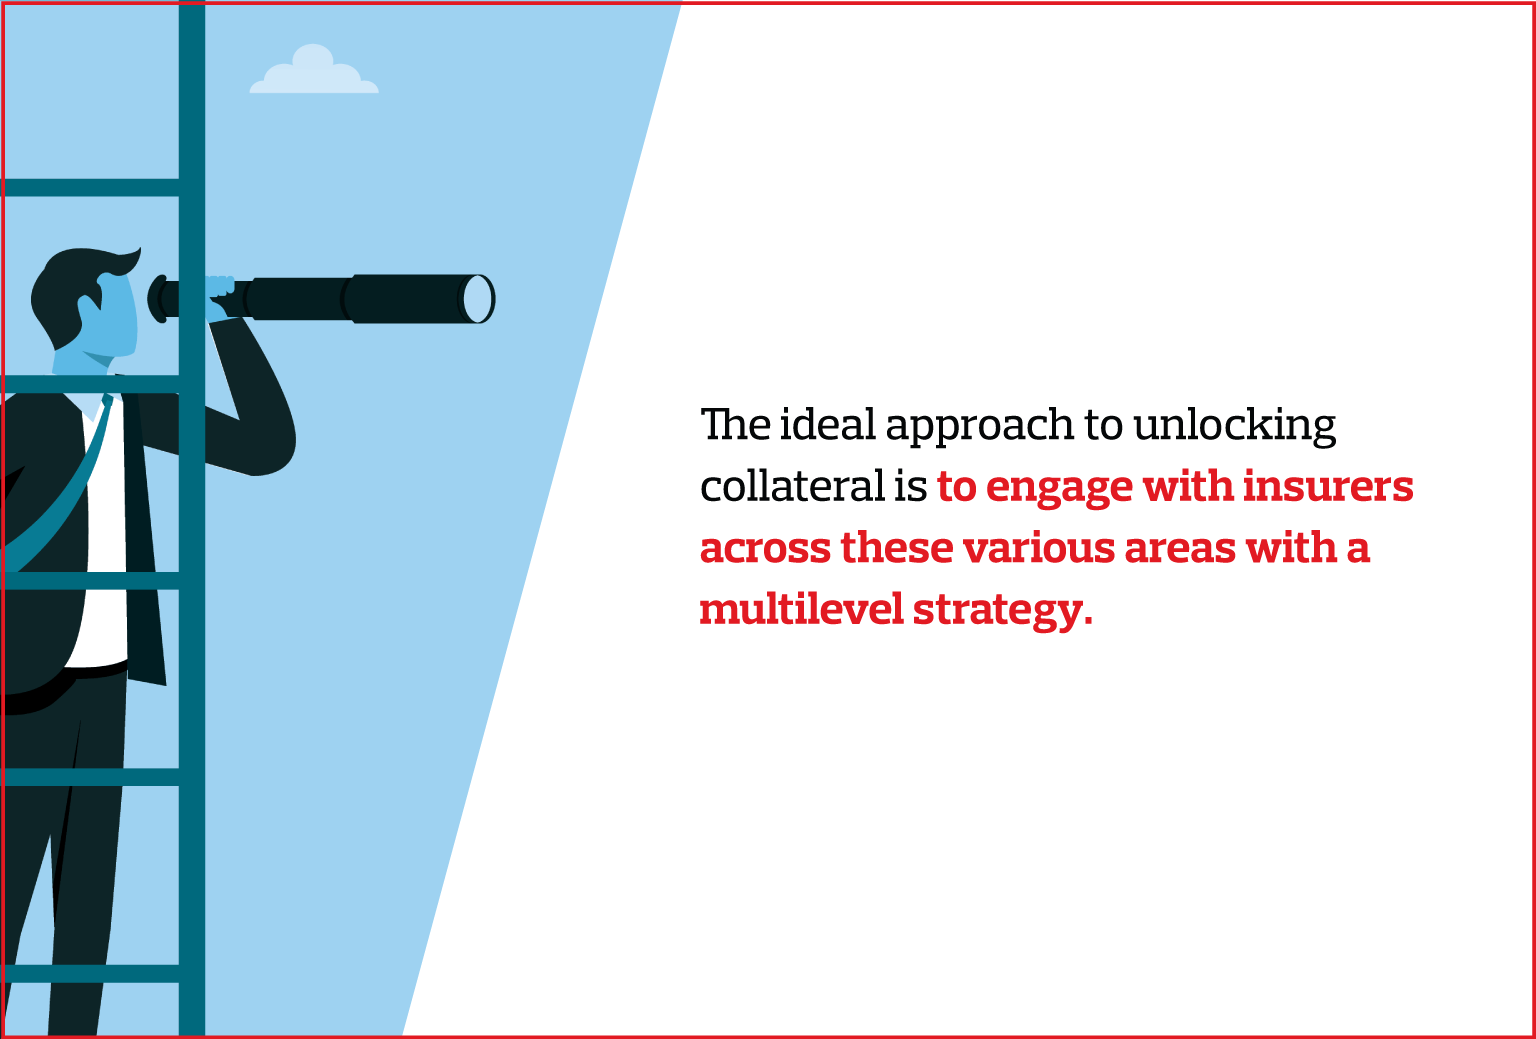 The ideal approach to unlocking
collateral is to engage with insurers
across these various areas with a
multilevel strategy.